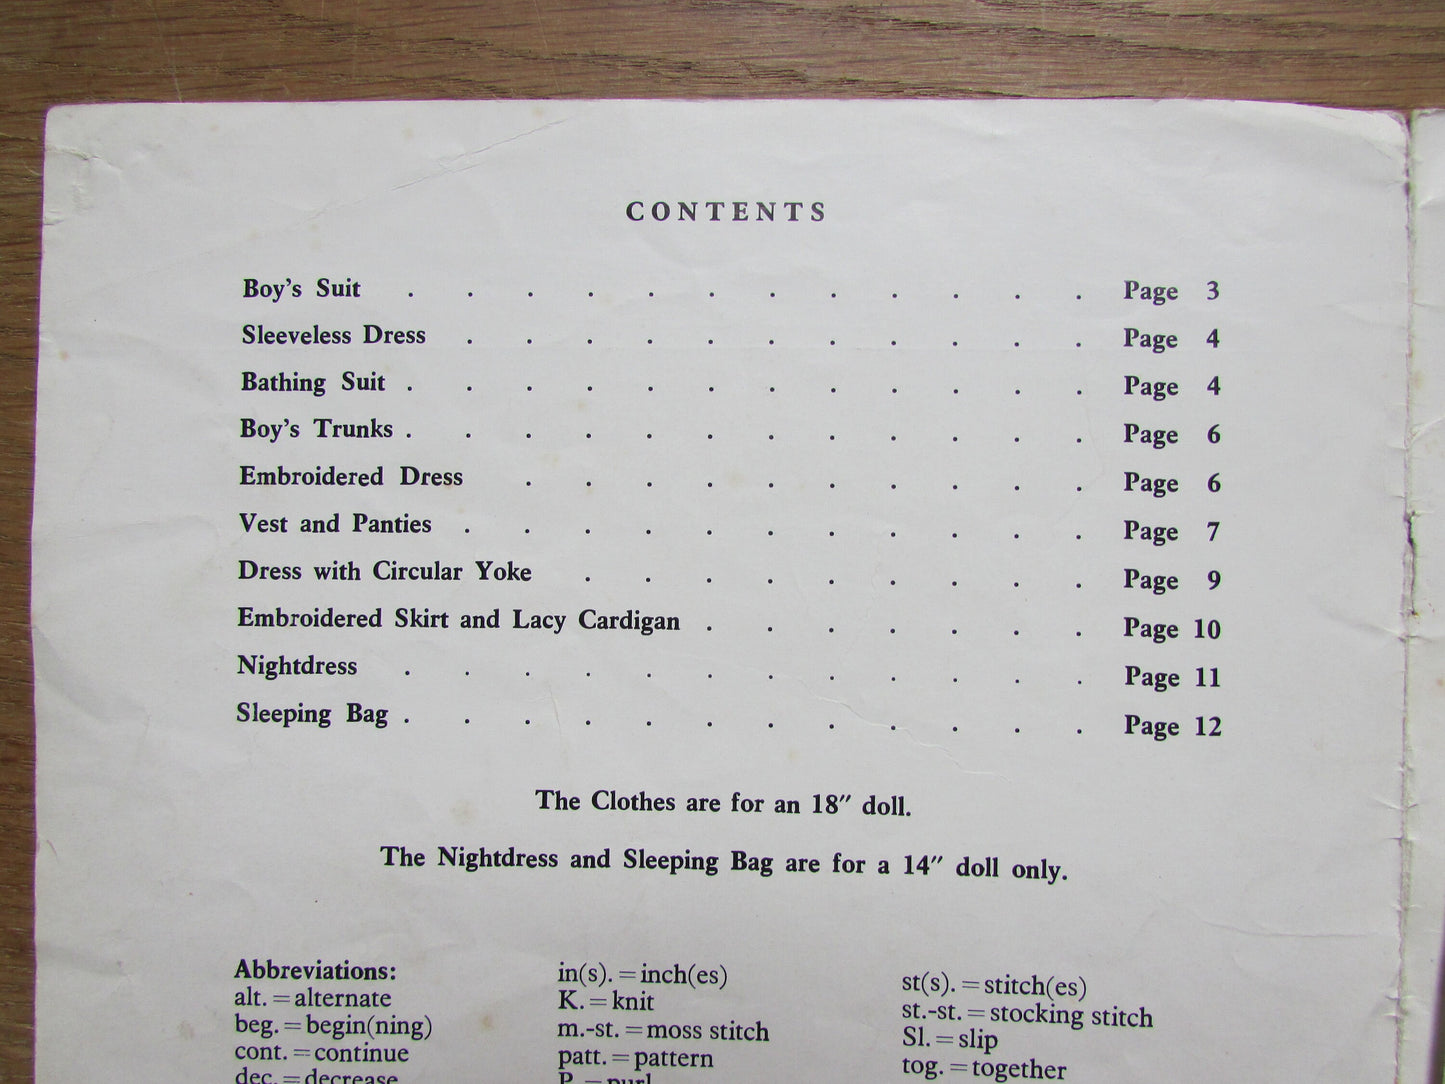 CONTENTS
Boy's Suit . . . . . . . . . . . . Page 3
Sleeveless Dress . . . . . . . . . . . Page 4
Bathing Suit . . . . . . . . . . . . Page 4
Boy's Trunks . . . . . . . . . . . . Page 6
Embroidered Dress . . . . . . . . . . Page 6
Vest and Panties . . . . . . . . . . . Page 7
Dress with Circular Yoke . . . . . . . . . Page 9
Embroidered Skirt and Lacy Cardigan . . . . . . . Page 10
Nightdress . . . . . . . . . . . . Page 11
Sleeping Bag . . . . . . . . . . . . Page 12
The Clothes are for an 18″ doll.
The Nightdress and Sleeping Bag are for a 14″ doll only.
Abbreviations:
alt. = alternate
beg. = begin(ning)
cont. = continue
dec. = decrease
in(s). = inch(es)
K. = knit
m.-st. = moss stitch
patt. = pattern
P. = purl
st(s). = stitch(es)
st.-st. = stocking stitch
Sl. = slip
tog. = together